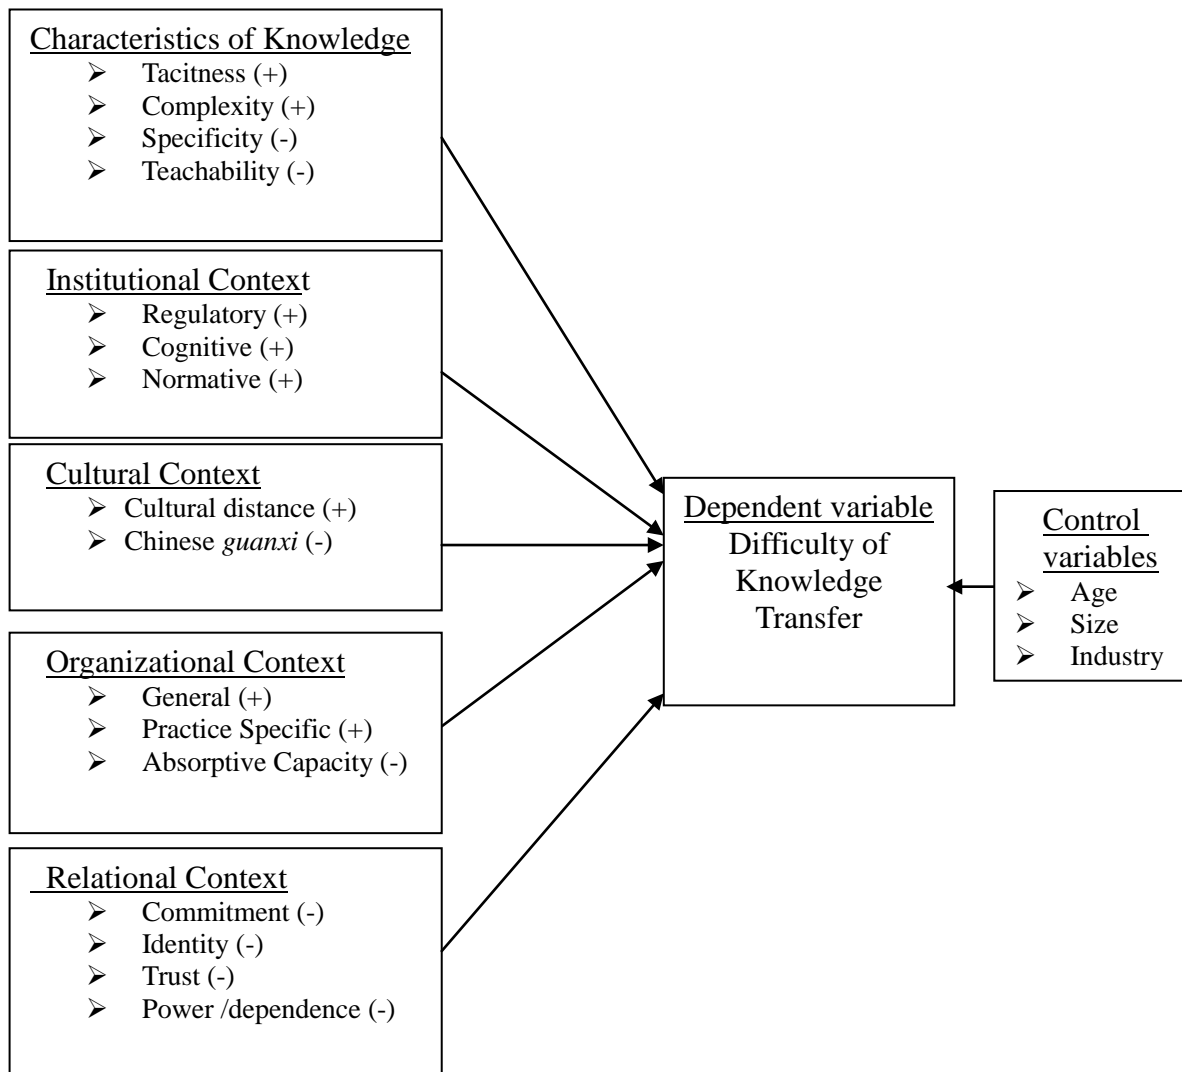 Characteristics of Knowledge
➢ Tacitness (+)
➢ Complexity (+)
➢ Specificity (-)
➢ Teachability (-)
Institutional Context
➢ Regulatory (+)
➢ Cognitive (+)
➢ Normative (+)
Cultural Context
➢ Cultural distance (+)
➢ Chinese guanxi (-)
Organizational Context
➢ General (+)
➢ Practice Specific (+)
➢ Absorptive Capacity (-)
Relational Context
➢ Commitment (-)
➢ Identity (-)
➢ Trust (-)
➢ Power /dependence (-)
Dependent variable
Difficulty of
Knowledge
Transfer
Control
variables
➢ Age
➢ Size
➢ Industry